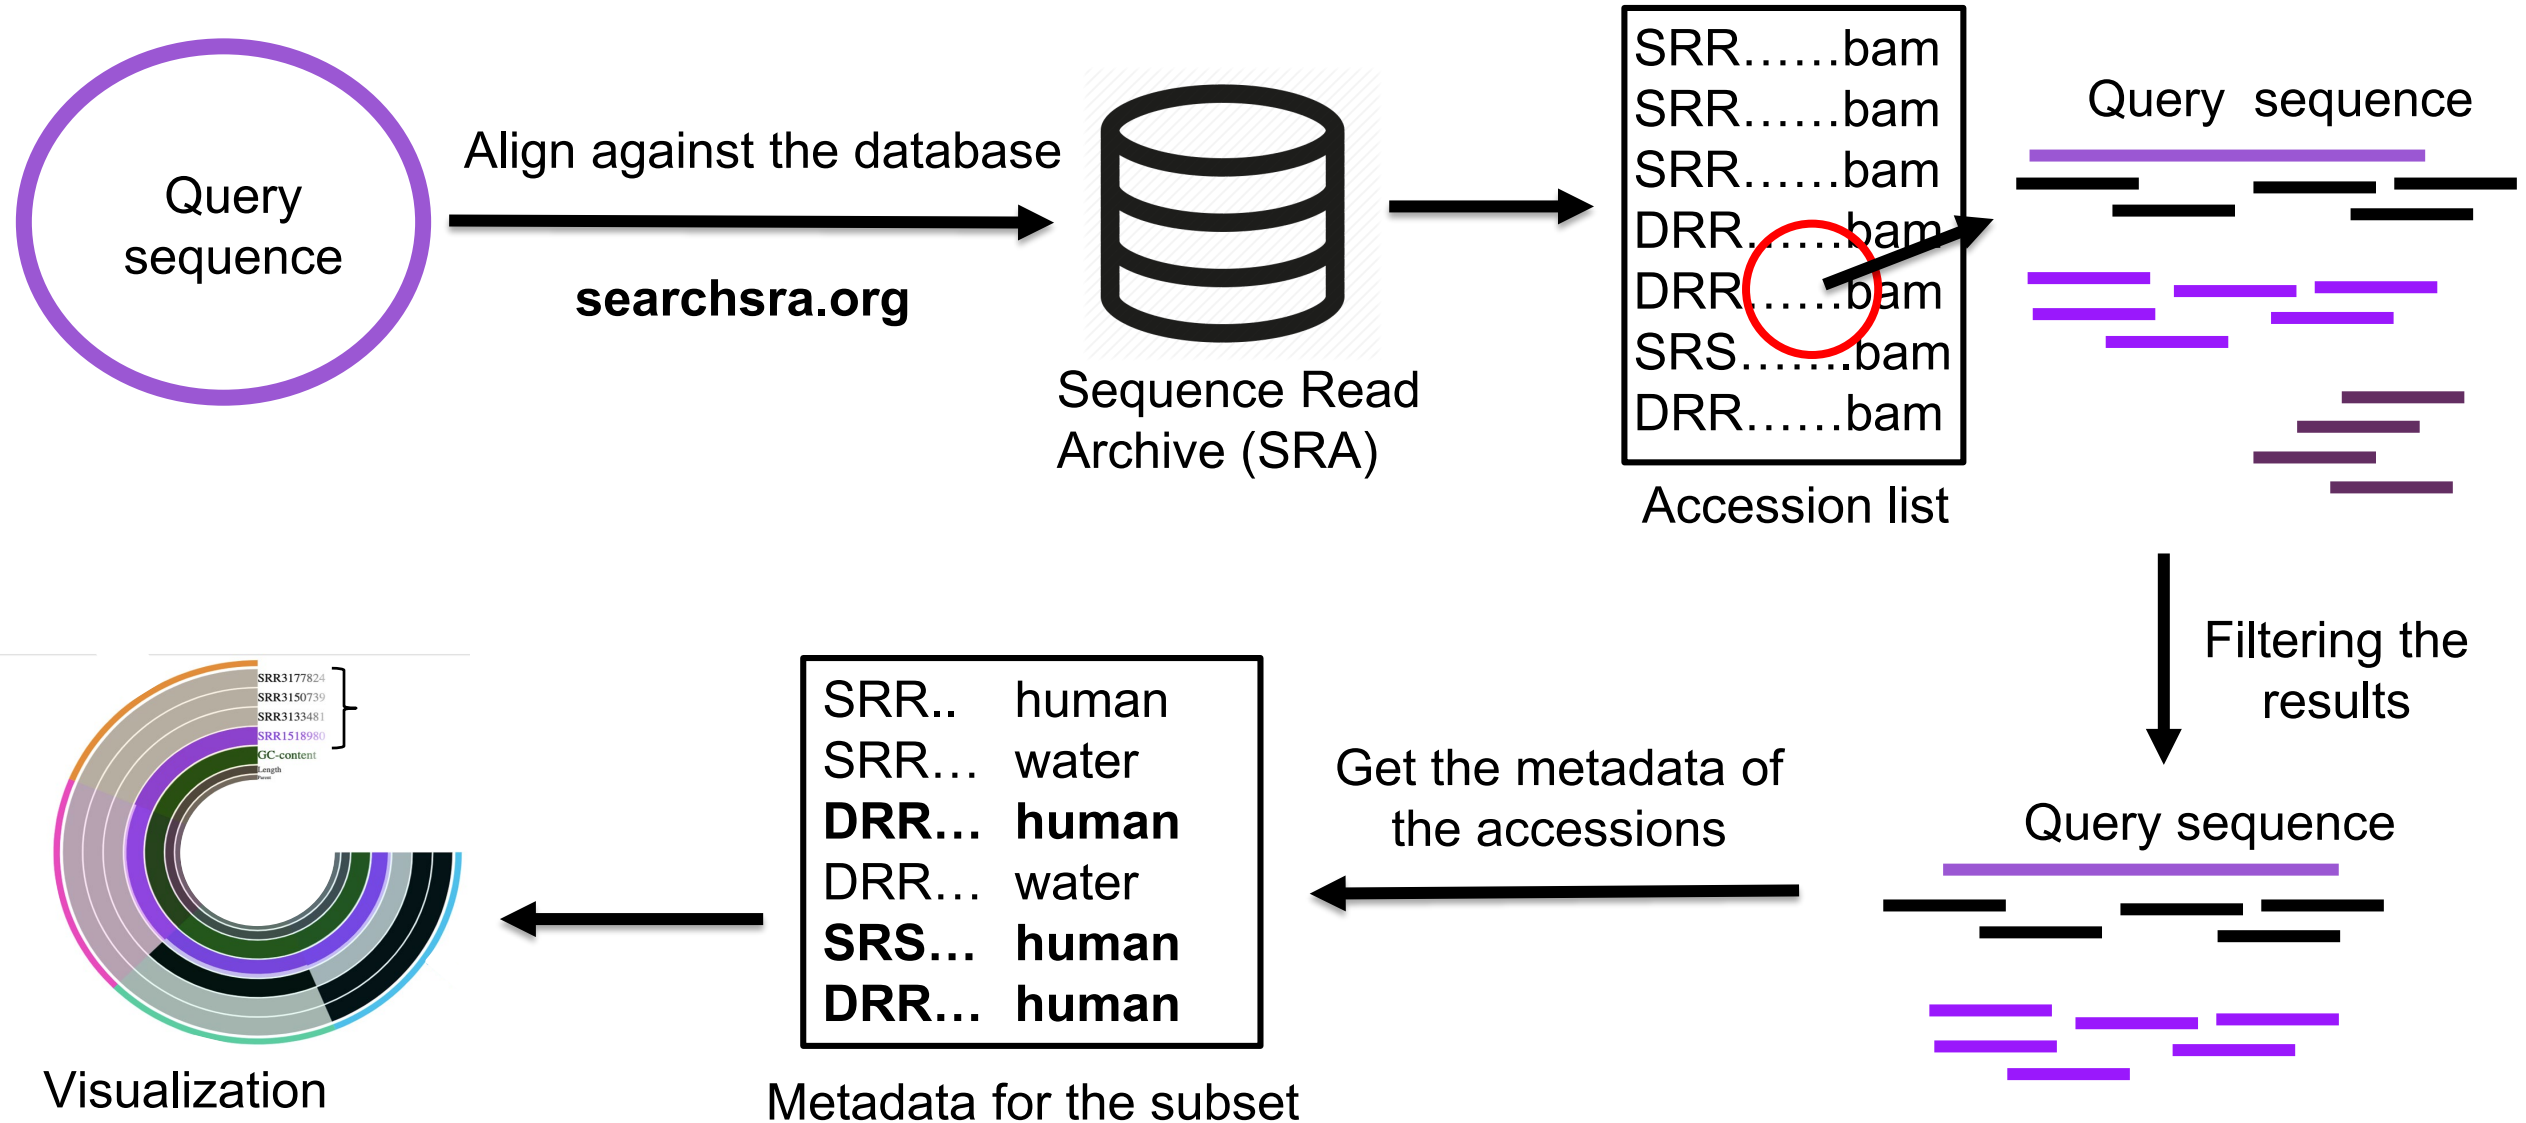 Query
sequence
Align against the database
searchsra.org
Sequence Read
Archive (SRA)
SRR......bam
SRR......bam
SRR......bam
DRR......bam
DRR......bam
SRS.......bam
DRR......bam
Accession list
Query sequence
Filtering the
results
Query sequence
Get the metadata of
the accessions
SRR.. human
SRR... water
DRR... human
DRR... water
SRS... human
DRR... human
Metadata for the subset
SRR3177824
SRR3150739
SRR3133481
SRR1518980
GC-content
Length
Parent
Visualization